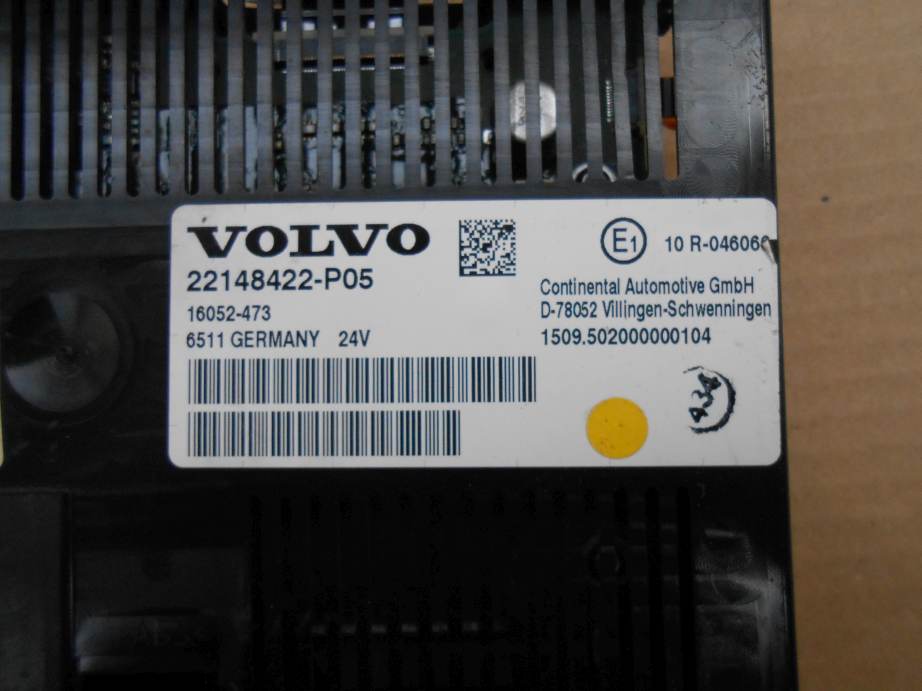 VOLVO
22148422-P05
16052-473
6511 GERMANY 24V
E1 10 R-046060
Continental Automotive GmbH
D-78052 Villingen-Schwenningen
1509.502000000104
434